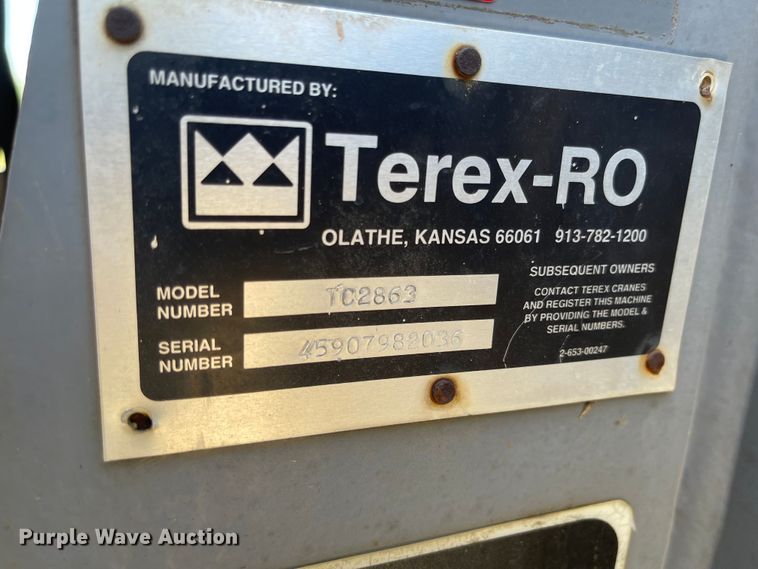 MANUFACTURED BY:
Terex-RO
OLATHE, KANSAS 66061 913-782-1200
MODEL
NUMBER
TC2863
SERIAL
NUMBER
45907982036
SUBSEQUENT OWNERS
CONTACT TEREX CRANES
AND REGISTER THIS MACHINE
BY PROVIDING THE MODEL &
SERIAL NUMBERS.
2-653-00247
Purple Wave Auction